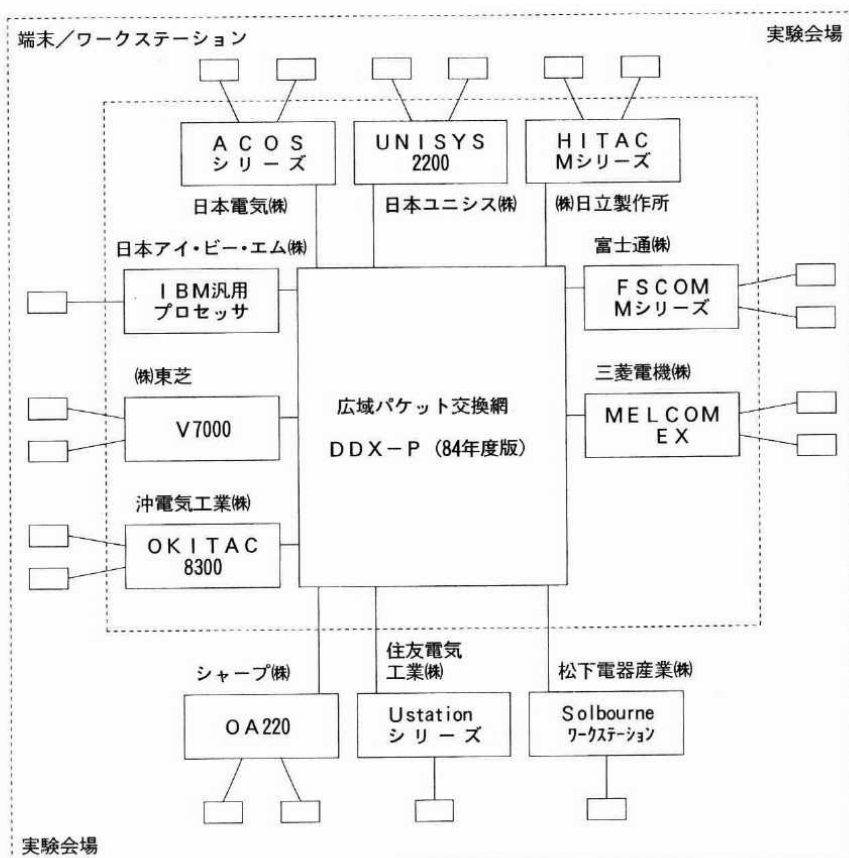 端末／ワークステーション
実験会場
ＡＣＯＳ
シリーズ
日本電気㈱
ＵＮＩＳＹＳ
2200
日本ユニシス㈱
ＨＩＴＡＣ
Ｍシリーズ
㈱日立製作所
日本アイ・ビー・エム㈱
ＩＢＭ汎用
プロセッサ
富士通㈱
ＦＳＣＯＭ
Ｍシリーズ
㈱東芝
Ｖ7000
広域パケット交換網
ＤＤＸ－Ｐ（84年度版）
三菱電機㈱
ＭＥＬＣＯＭ
ＥＸ
沖電気工業㈱
ＯＫＩＴＡＣ
8300
シャープ㈱
ＯＡ220
住友電気
工業㈱
Ustation
シリーズ
松下電器産業㈱
Solbourne
ﾜｰｸｽﾃｰｼｮﾝ
実験会場